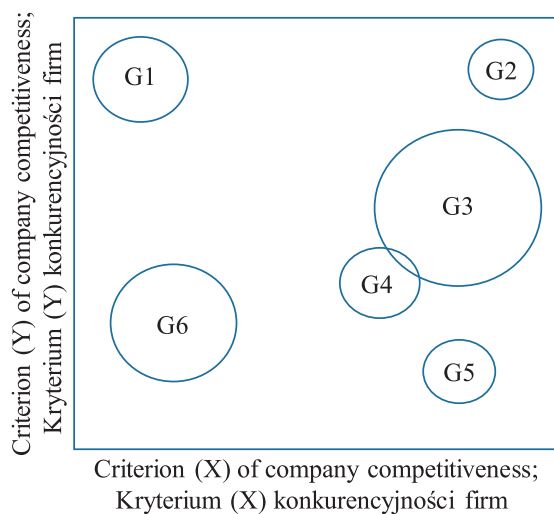 Criterion (Y) of company competitiveness;
Kryterium (Y) konkurencyjności firm
G1
G2
G3
G4
G6
G5
Criterion (X) of company competitiveness;
Kryterium (X) konkurencyjności firm